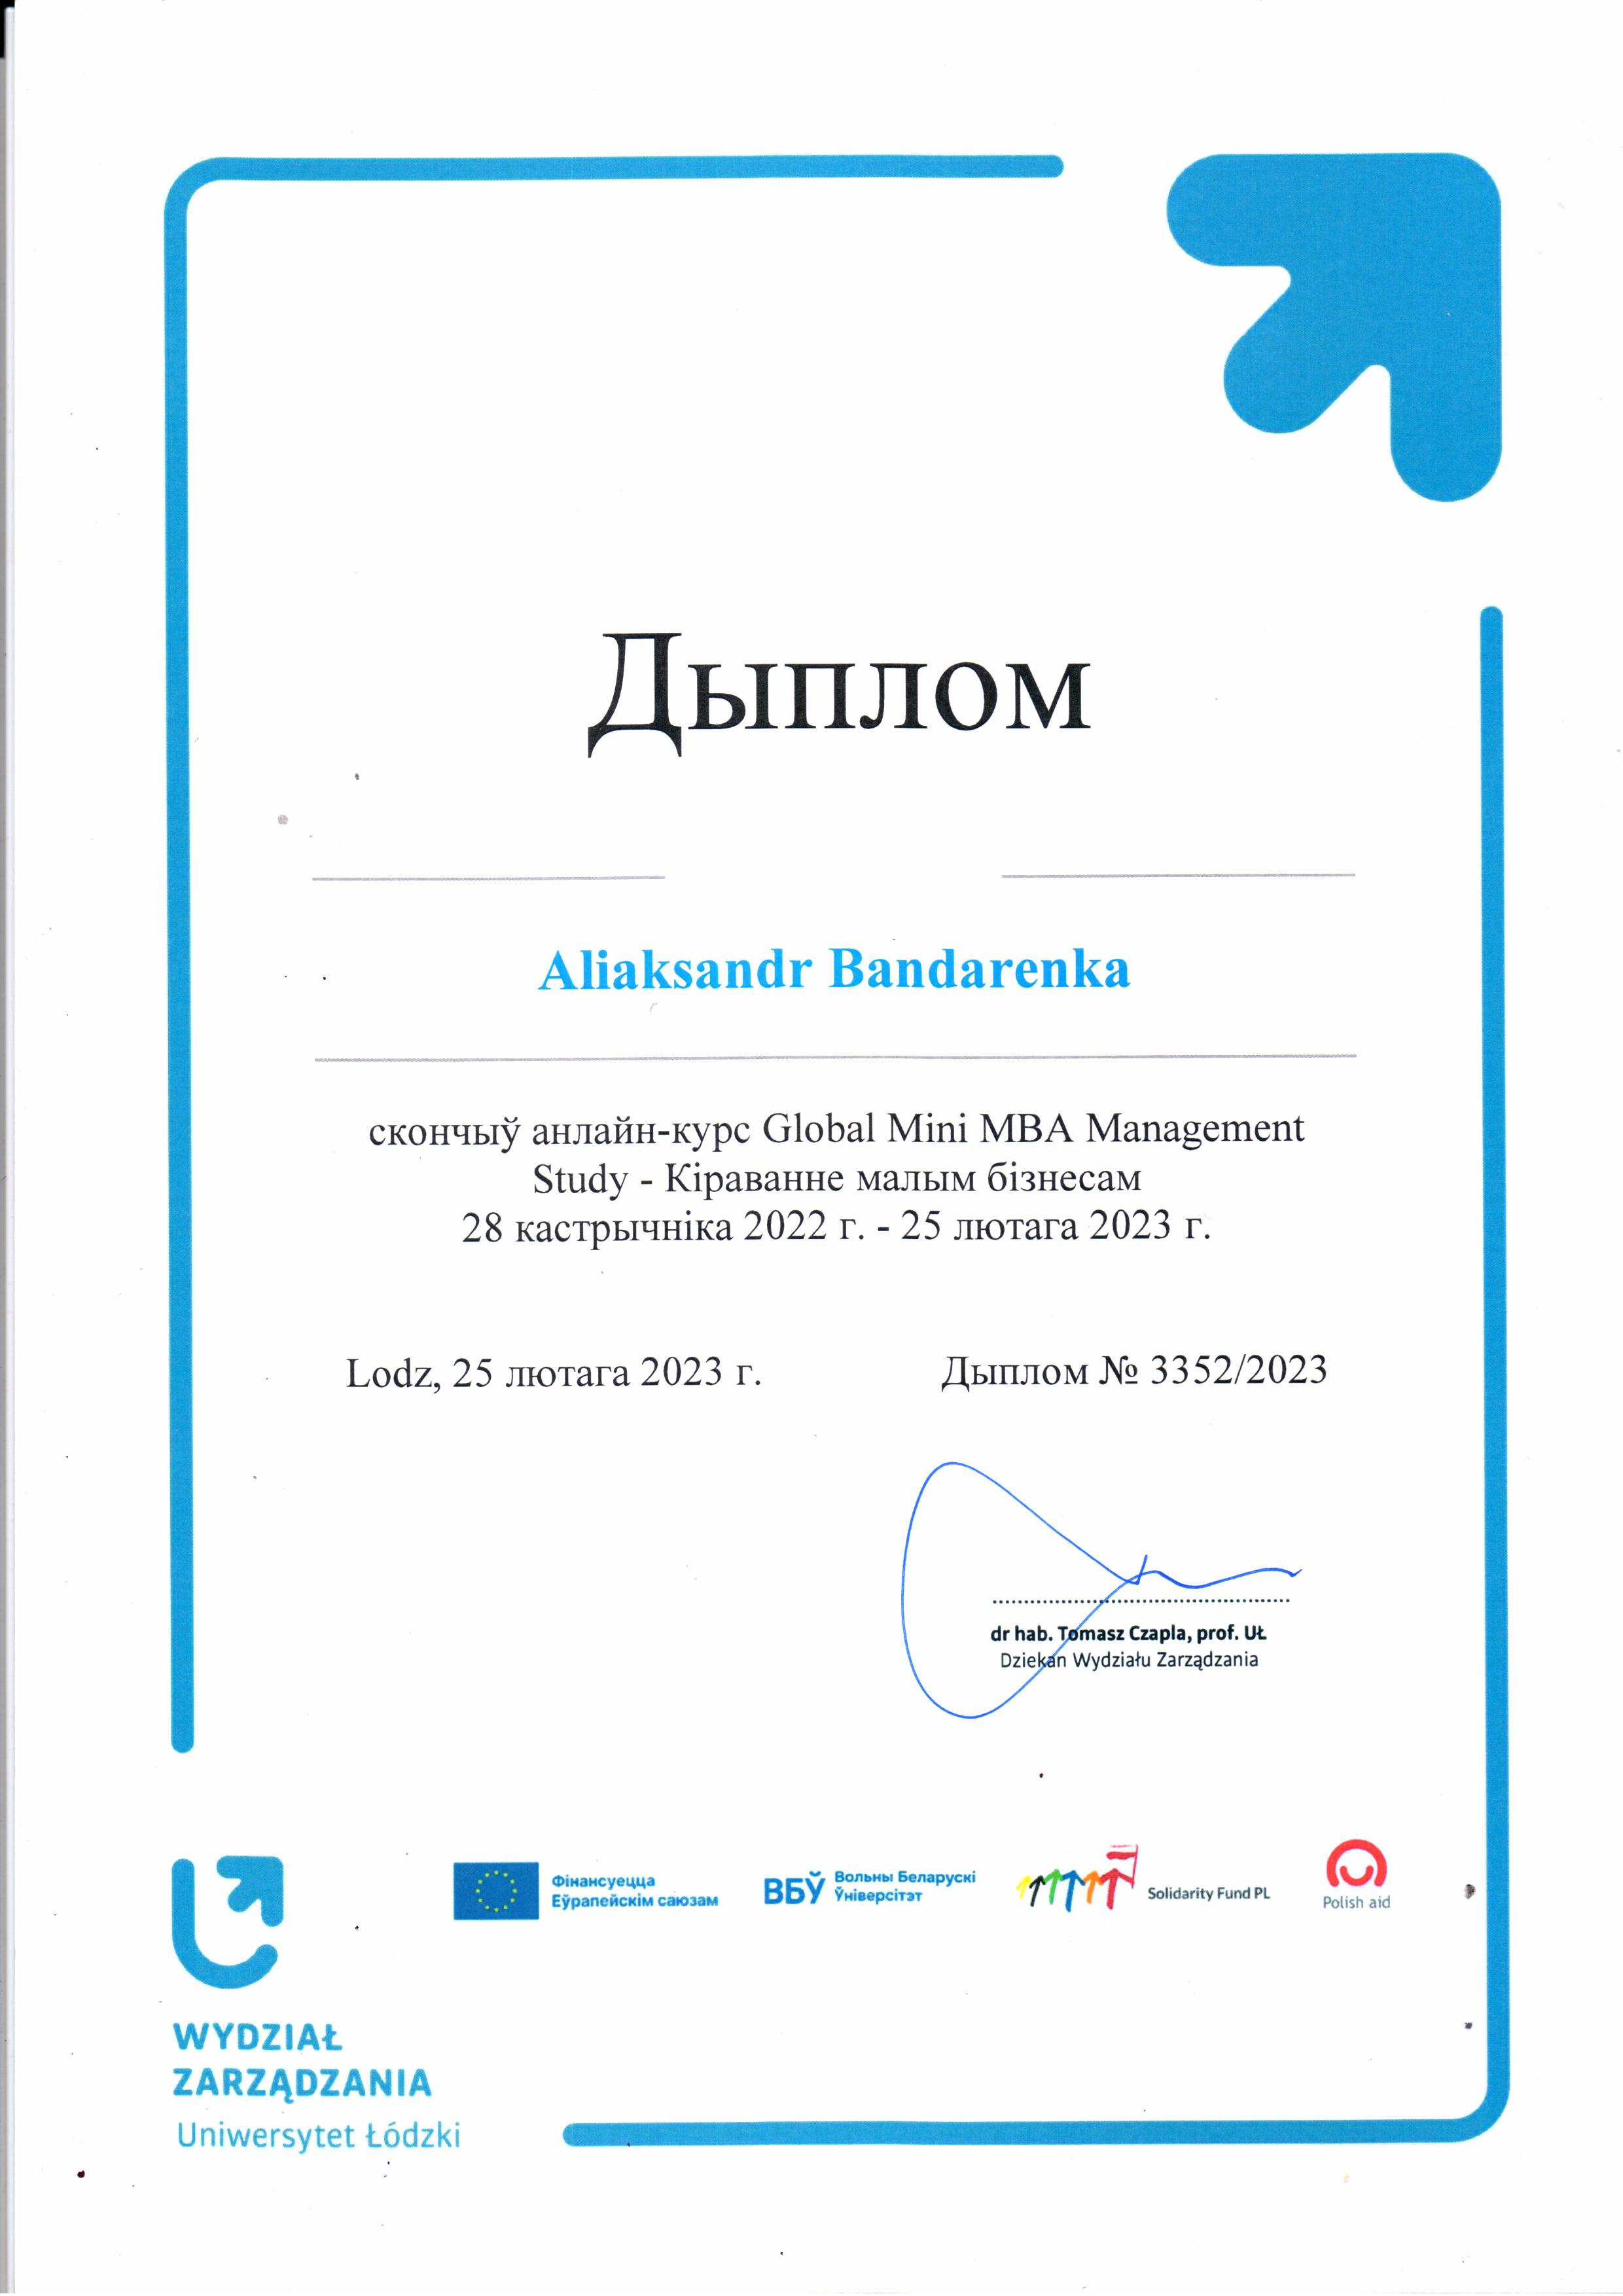 Дыплом
Aliaksandr Bandarenka
скончыў анлайн-курс Global Mini MBA Management
Study - Кіраванне малым бізнесам
28 кастрычніка 2022 г. - 25 лютага 2023 г.
Lodz, 25 лютага 2023 г.
Дыплом № 3352/2023
dr hab. Tomasz Czapla, prof. UŁ
Dziekan Wydziału Zarządzania
Фінансуецца
Еўрапейскім саюзам
ВБЎ
Вольны Беларускі
Ўніверсітэт
Solidarity Fund PL
Polish aid
WYDZIAŁ
ZARZĄDZANIA
Uniwersytet Łódzki